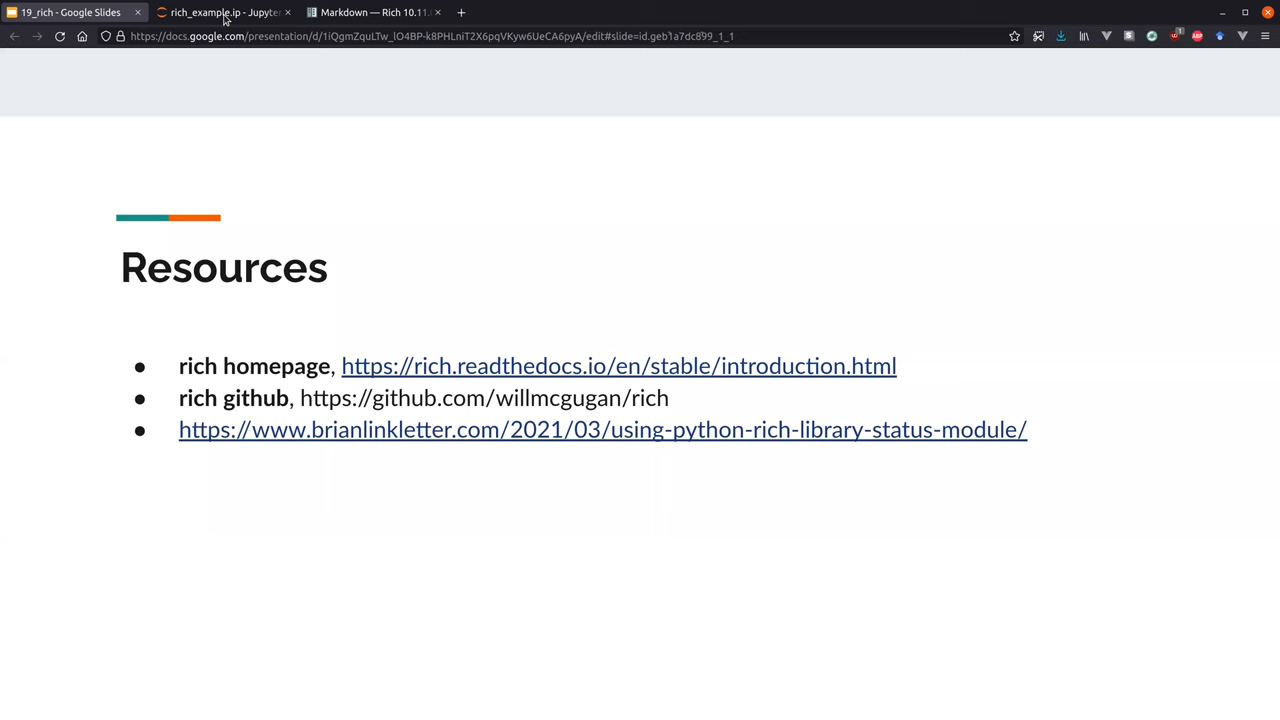 19_rich - Google Slides
rich_example.ip - Jupyter
Markdown — Rich 10.11.
https://docs.google.com/presentation/d/1iQgmZquLTw_lO4BP-k8PHLniT2X6pqVKyw6UeCA6pyA/edit#slide=id.geb1a7dc899_1_1
Resources
● rich homepage, https://rich.readthedocs.io/en/stable/introduction.html
● rich github, https://github.com/willmcgugan/rich
● https://www.brianlinkletter.com/2021/03/using-python-rich-library-status-module/